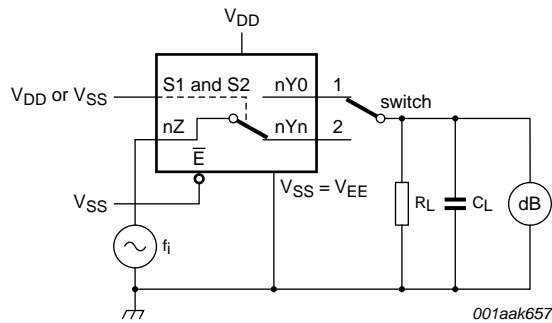 VDD
S1 and S2
nY0
1
VDD or VSS
switch
nZ
nYn
2
E
VSS = VEE
VSS
RL
CL
dB
fi
001aak657